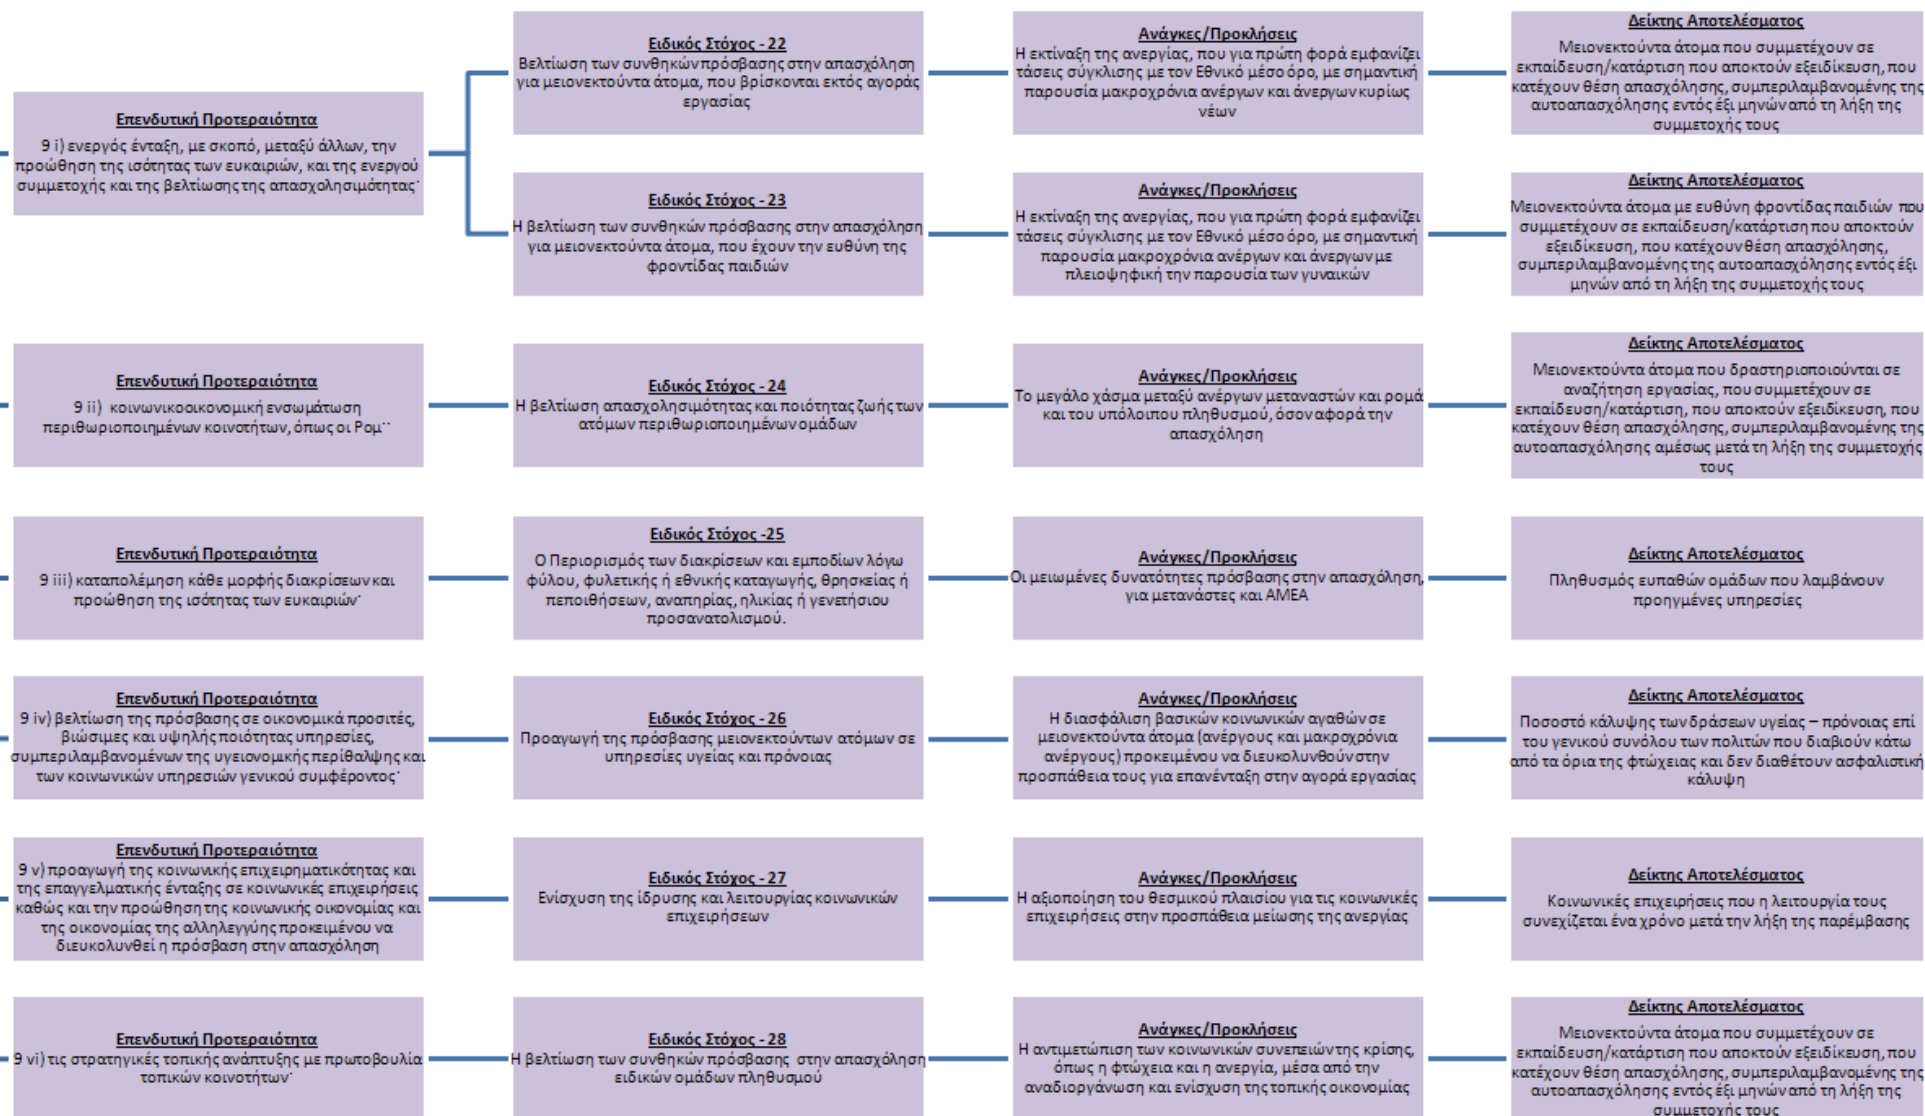 Επενδυτική Προτεραιότητα
9 i) ενεργός ένταξη, με σκοπό, μεταξύ άλλων, την
προώθηση της ισότητας των ευκαιριών, και της ενεργού
συμμετοχής και της βελτίωσης της απασχολησιμότητας·
Ειδικός Στόχος - 22
Βελτίωση των συνθηκών πρόσβασης στην απασχόληση
για μειονεκτούντα άτομα, που βρίσκονται εκτός αγοράς
εργασίας
Ανάγκες/Προκλήσεις
Η εκτίναξη της ανεργίας, που για πρώτη φορά εμφανίζει
τάσεις σύγκλισης με τον Εθνικό μέσο όρο, με σημαντική
παρουσία μακροχρόνια ανέργων και άνεργων κυρίως
νέων
Δείκτης Αποτελέσματος
Μειονεκτούντα άτομα που συμμετέχουν σε
εκπαίδευση/κατάρτιση που αποκτούν εξειδίκευση, που
κατέχουν θέση απασχόλησης, συμπεριλαμβανομένης της
αυτοαπασχόλησης εντός έξι μηνών από τη λήξη της
συμμετοχής τους
Ειδικός Στόχος - 23
Η βελτίωση των συνθηκών πρόσβασης στην απασχόληση
για μειονεκτούντα άτομα, που έχουν την ευθύνη της
φροντίδας παιδιών
Ανάγκες/Προκλήσεις
Η εκτίναξη της ανεργίας, που για πρώτη φορά εμφανίζει
τάσεις σύγκλισης με τον Εθνικό μέσο όρο, με σημαντική
παρουσία μακροχρόνια ανέργων και άνεργων με
πλειοψηφική την παρουσία των γυναικών
Δείκτης Αποτελέσματος
Μειονεκτούντα άτομα με ευθύνη φροντίδας παιδιών που
συμμετέχουν σε εκπαίδευση/κατάρτιση που αποκτούν
εξειδίκευση, που κατέχουν θέση απασχόλησης,
συμπεριλαμβανομένης της αυτοαπασχόλησης εντός έξι
μηνών από τη λήξη της συμμετοχής τους
Επενδυτική Προτεραιότητα
9 ii) κοινωνικοοικονομική ενσωμάτωση
περιθωριοποιημένων κοινοτήτων, όπως οι Ρομ··
Ειδικός Στόχος - 24
Η βελτίωση απασχολησιμότητας και ποιότητας ζωής των
ατόμων περιθωριοποιημένων ομάδων
Ανάγκες/Προκλήσεις
Το μεγάλο χάσμα μεταξύ ανέργων μεταναστών και ρομά
και του υπόλοιπου πληθυσμού, όσον αφορά την
απασχόληση
Δείκτης Αποτελέσματος
Μειονεκτούντα άτομα που δραστηριοποιούνται σε
αναζήτηση εργασίας, που συμμετέχουν σε
εκπαίδευση/κατάρτιση, που αποκτούν εξειδίκευση, που
κατέχουν θέση απασχόλησης, συμπεριλαμβανομένης της
αυτοαπασχόλησης αμέσως μετά τη λήξη της συμμετοχής
τους
Επενδυτική Προτεραιότητα
9 iii) καταπολέμηση κάθε μορφής διακρίσεων και
προώθηση της ισότητας των ευκαιριών·
Ειδικός Στόχος -25
Ο Περιορισμός των διακρίσεων και εμποδίων λόγω
φύλου, φυλετικής ή εθνικής καταγωγής, θρησκείας ή
πεποιθήσεων, αναπηρίας, ηλικίας ή γενετήσιου
προσανατολισμού.
Ανάγκες/Προκλήσεις
Οι μειωμένες δυνατότητες πρόσβασης στην απασχόληση,
για μετανάστες και ΑΜΕΑ
Δείκτης Αποτελέσματος
Πληθυσμός ευπαθών ομάδων που λαμβάνουν
προηγμένες υπηρεσίες
Επενδυτική Προτεραιότητα
9 iv) βελτίωση της πρόσβασης σε οικονομικά προσιτές,
βιώσιμες και υψηλής ποιότητας υπηρεσίες,
συμπεριλαμβανομένων της υγειονομικής περίθαλψης και
των κοινωνικών υπηρεσιών γενικού συμφέροντος·
Ειδικός Στόχος - 26
Προαγωγή της πρόσβασης μειονεκτούντων ατόμων σε
υπηρεσίες υγείας και πρόνοιας
Ανάγκες/Προκλήσεις
Η διασφάλιση βασικών κοινωνικών αγαθών σε
μειονεκτούντα άτομα (ανέργους και μακροχρόνια
ανέργους) προκειμένου να διευκολυνθούν στην
προσπάθεια τους για επανένταξη στην αγορά εργασίας
Δείκτης Αποτελέσματος
Ποσοστό κάλυψης των δράσεων υγείας – πρόνοιας επί
του γενικού συνόλου των πολιτών που διαβιούν κάτω
από τα όρια της φτώχειας και δεν διαθέτουν ασφαλιστική
κάλυψη
Επενδυτική Προτεραιότητα
9 v) προαγωγή της κοινωνικής επιχειρηματικότητας και
της επαγγελματικής ένταξης σε κοινωνικές επιχειρήσεις
καθώς και την προώθηση της κοινωνικής οικονομίας και
της οικονομίας της αλληλεγγύης προκειμένου να
διευκολυνθεί η πρόσβαση στην απασχόληση
Ειδικός Στόχος - 27
Ενίσχυση της ίδρυσης και λειτουργίας κοινωνικών
επιχειρήσεων
Ανάγκες/Προκλήσεις
Η αξιοποίηση του θεσμικού πλαισίου για τις κοινωνικές
επιχειρήσεις στην προσπάθεια μείωσης της ανεργίας
Δείκτης Αποτελέσματος
Κοινωνικές επιχειρήσεις που η λειτουργία τους
συνεχίζεται ένα χρόνο μετά την λήξη της παρέμβασης
Επενδυτική Προτεραιότητα
9 vi) τις στρατηγικές τοπικής ανάπτυξης με πρωτοβουλία
τοπικών κοινοτήτων·
Ειδικός Στόχος - 28
Η βελτίωση των συνθηκών πρόσβασης στην απασχόληση
ειδικών ομάδων πληθυσμού
Ανάγκες/Προκλήσεις
Η αντιμετώπιση των κοινωνικών συνεπειών της κρίσης,
όπως η φτώχεια και η ανεργία, μέσα από την
αναδιοργάνωση και ενίσχυση της τοπικής οικονομίας
Δείκτης Αποτελέσματος
Μειονεκτούντα άτομα που συμμετέχουν σε
εκπαίδευση/κατάρτιση που αποκτούν εξειδίκευση, που
κατέχουν θέση απασχόλησης, συμπεριλαμβανομένης της
αυτοαπασχόλησης εντός έξι μηνών από τη λήξη της
συμμετοχής τους